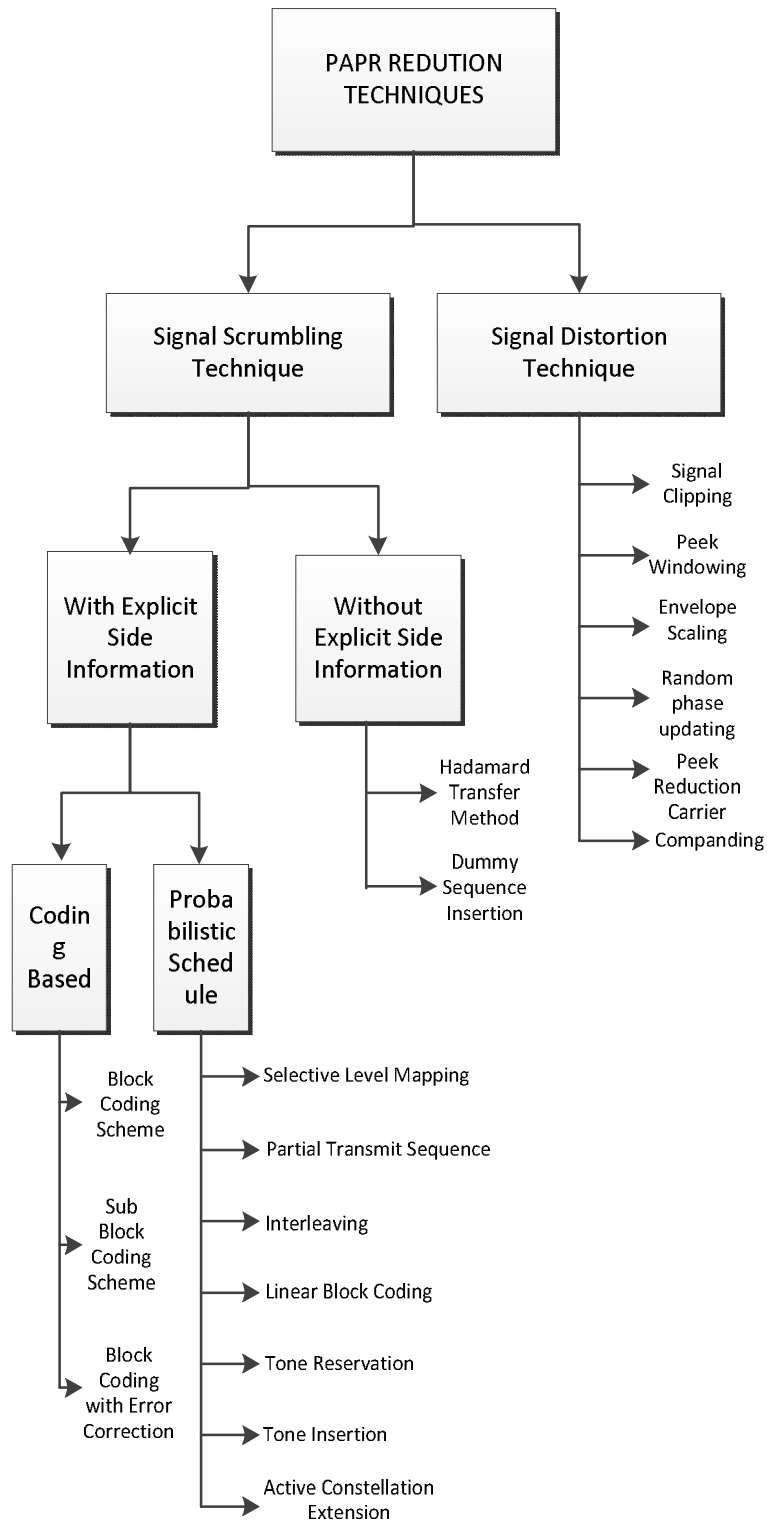 PAPR REDUTION
TECHNIQUES
Signal Scrumbling
Technique
Signal Distortion
Technique
Signal
Clipping
Peek
Windowing
Envelope
Scaling
Random
phase
updating
Peek
Reduction
Carrier
Companding
With Explicit
Side
Information
Without
Explicit Side
Information
Hadamard
Transfer
Method
Dummy
Sequence
Insertion
Codin
g
Based
Proba
bilistic
Sched
ule
Block
Coding
Scheme
Sub
Block
Coding
Scheme
Block
Coding
with Error
Correction
Selective Level Mapping
Partial Transmit Sequence
Interleaving
Linear Block Coding
Tone Reservation
Tone Insertion
Active Constellation
Extension